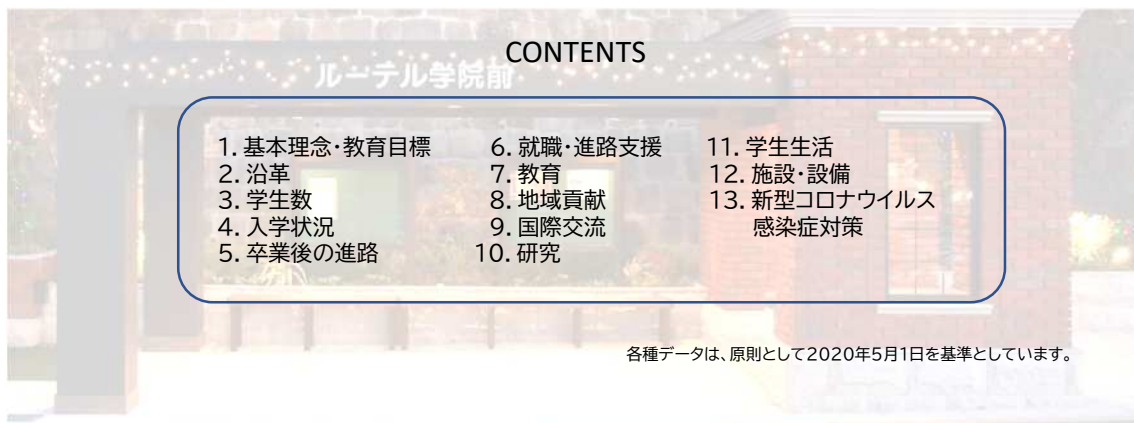 CONTENTS
ルーテル学院前
1. 基本理念・教育目標
2. 沿革
3. 学生数
4. 入学状況
5. 卒業後の進路
6. 就職・進路支援
7. 教育
8. 地域貢献
9. 国際交流
10. 研究
11. 学生生活
12. 施設・設備
13. 新型コロナウイルス
感染症対策
各種データは、原則として2020年5月1日を基準としています。